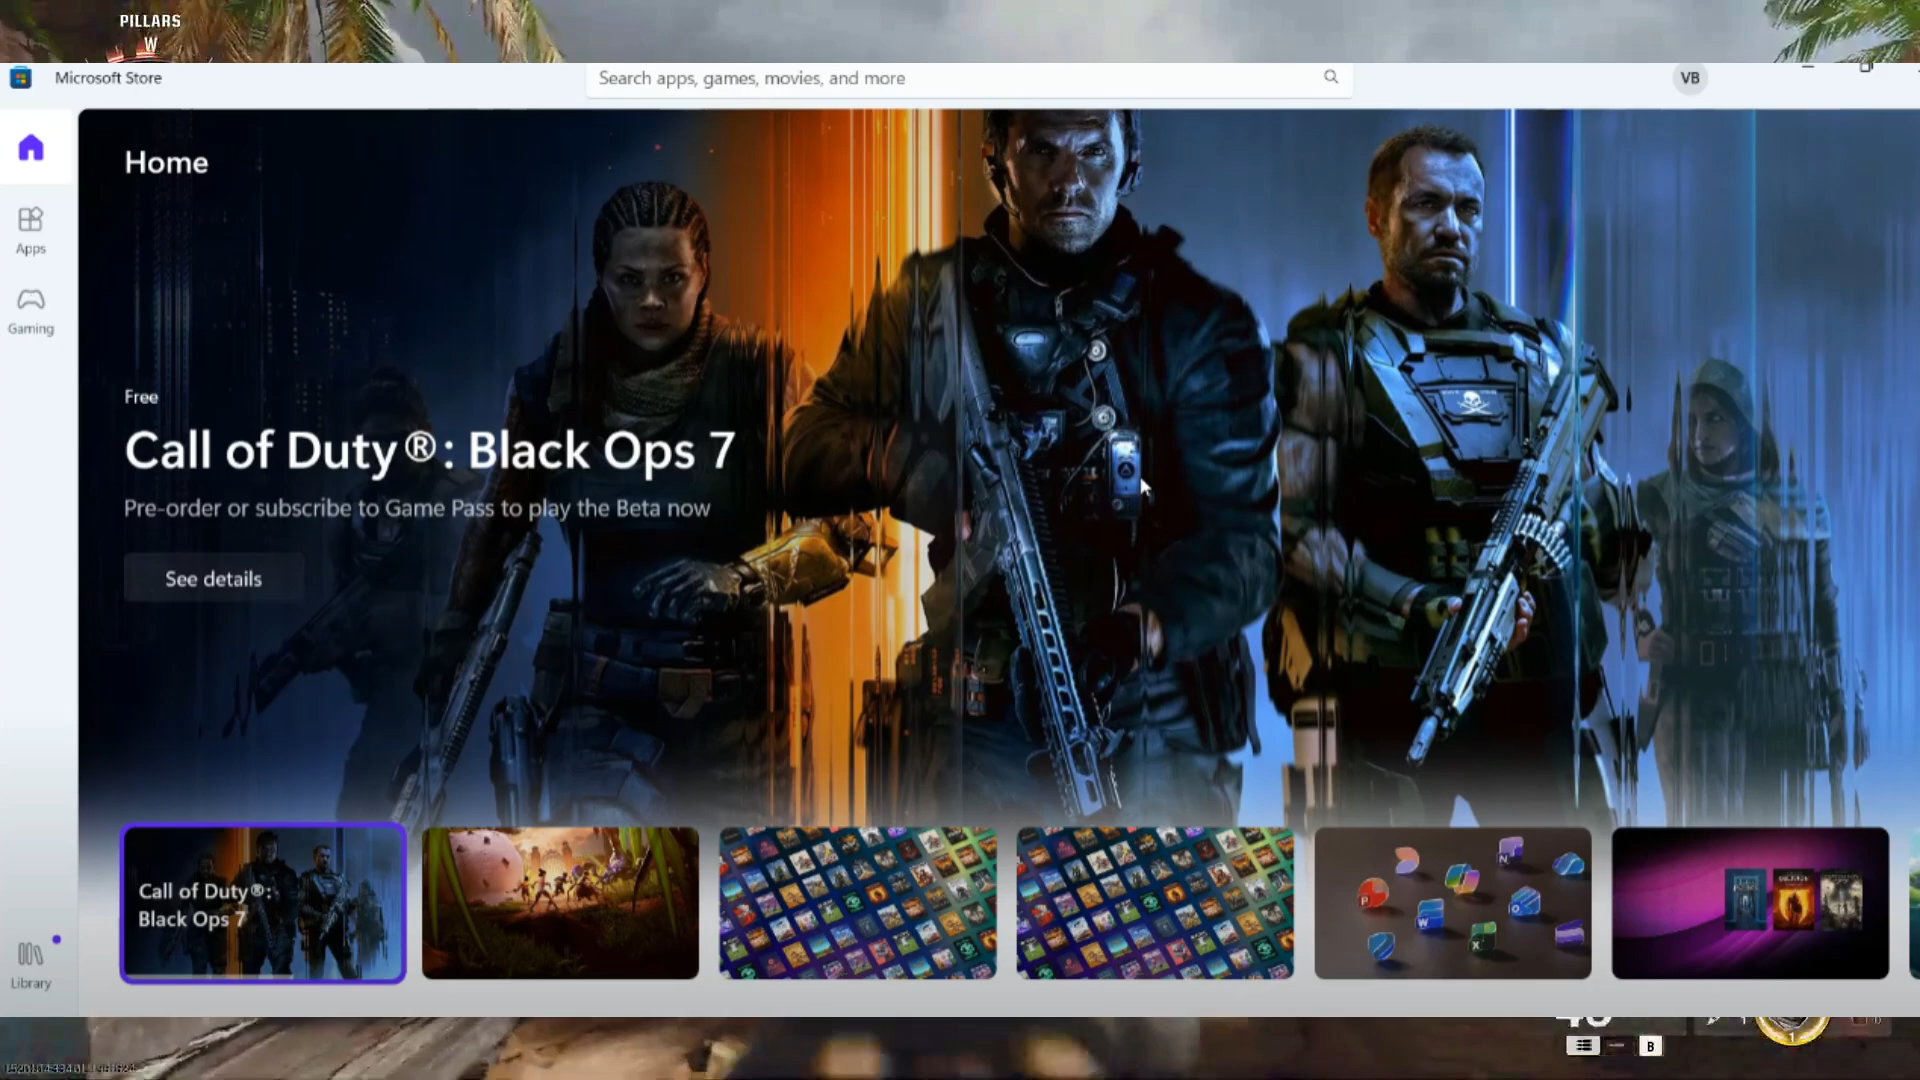 PILLARS
W
Microsoft Store
Search apps, games, movies, and more
VB
Home
Apps
Gaming
Free
Call of Duty®: Black Ops 7
Pre-order or subscribe to Game Pass to play the Beta now
See details
Call of Duty®:
Black Ops 7
Library
1
B